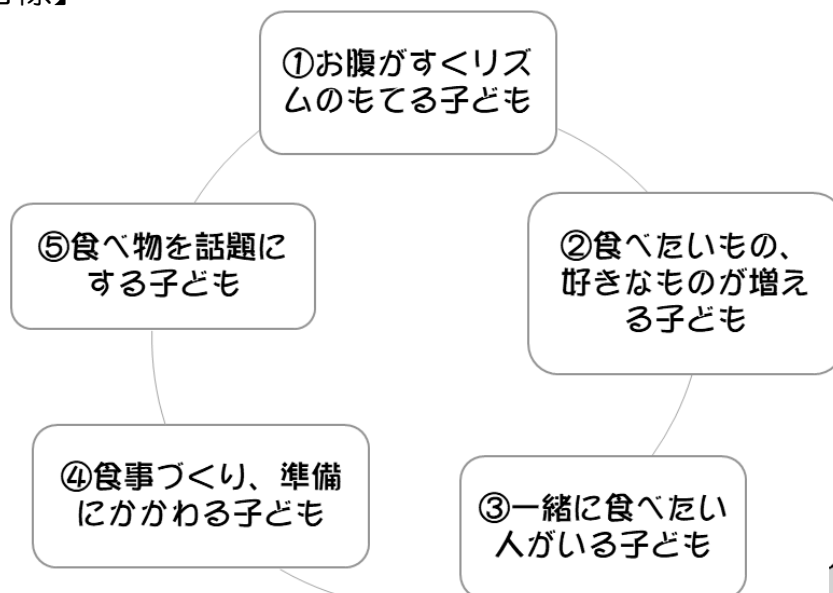 ①お腹がすくリズ
ムのもてる子ども
②食べたいもの、
好きなものが増え
る子ども
③一緒に食べたい
人がいる子ども
④食事づくり、準備
にかかわる子ども
⑤食べ物を話題に
する子ども